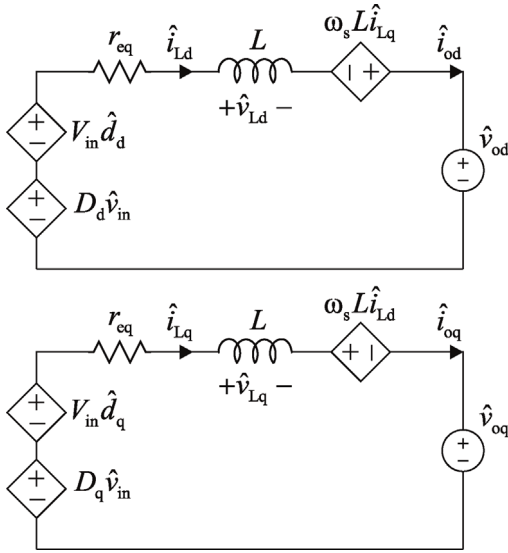 r_eq
î_Ld
L
ω_s L î_Lq
î_od
− +
+ v̂_Ld −
+ −
V_in d̂_d
+ −
D_d v̂_in
+ −
v̂_od
r_eq
î_Lq
L
ω_s L î_Ld
î_oq
+ −
+ v̂_Lq −
+ −
V_in d̂_q
+ −
D_q v̂_in
+ −
v̂_oq